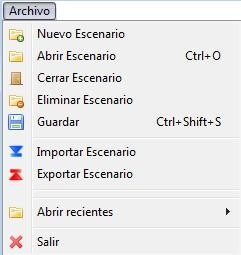 Archivo
Nuevo Escenario
Abrir Escenario Ctrl+O
Cerrar Escenario
Eliminar Escenario
Guardar Ctrl+Shift+S
Importar Escenario
Exportar Escenario
Abrir recientes
Salir